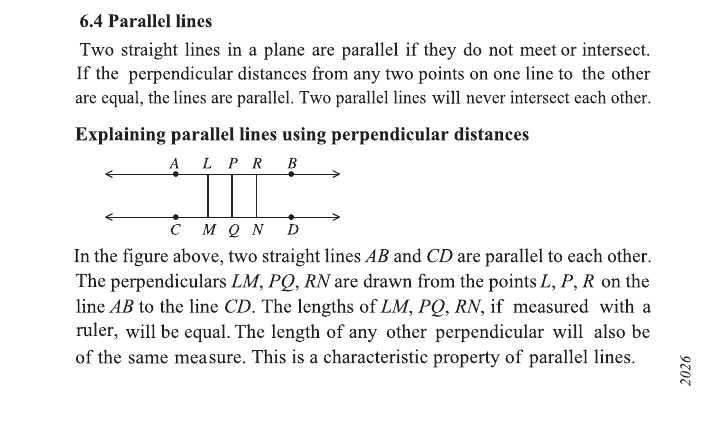 6.4 Parallel lines
Two straight lines in a plane are parallel if they do not meet or intersect.
If the perpendicular distances from any two points on one line to the other
are equal, the lines are parallel. Two parallel lines will never intersect each other.
Explaining parallel lines using perpendicular distances
A L P R B
C M Q N D
In the figure above, two straight lines AB and CD are parallel to each other.
The perpendiculars LM, PQ, RN are drawn from the points L, P, R on the
line AB to the line CD. The lengths of LM, PQ, RN, if measured with a
ruler, will be equal. The length of any other perpendicular will also be
of the same measure. This is a characteristic property of parallel lines.
2026